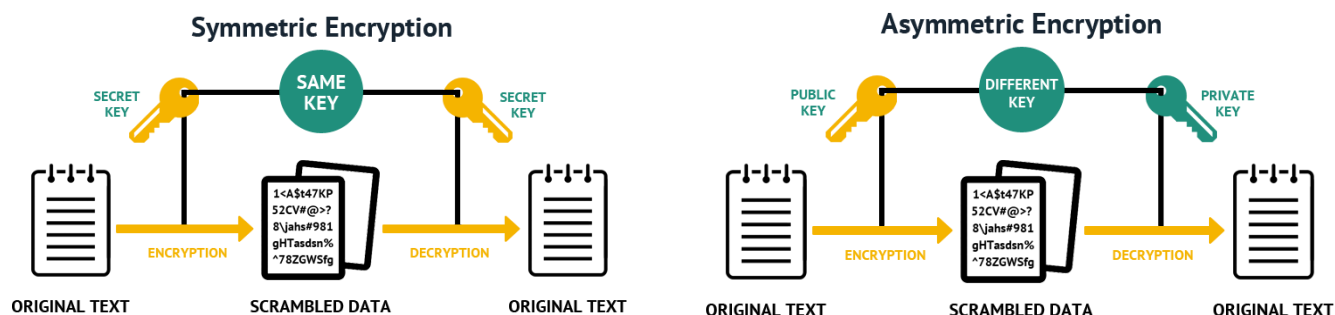 Symmetric Encryption
SAME
KEY
SECRET
KEY
SECRET
KEY
1<A$t47KP
52CV#@>?
8\jahs#981
gHTasdsn%
^78ZGWSfg
ENCRYPTION
DECRYPTION
ORIGINAL TEXT
SCRAMBLED DATA
ORIGINAL TEXT
Asymmetric Encryption
DIFFERENT
KEY
PUBLIC
KEY
PRIVATE
KEY
1<A$t47KP
52CV#@>?
8\jahs#981
gHTasdsn%
^78ZGWSfg
ENCRYPTION
DECRYPTION
ORIGINAL TEXT
SCRAMBLED DATA
ORIGINAL TEXT